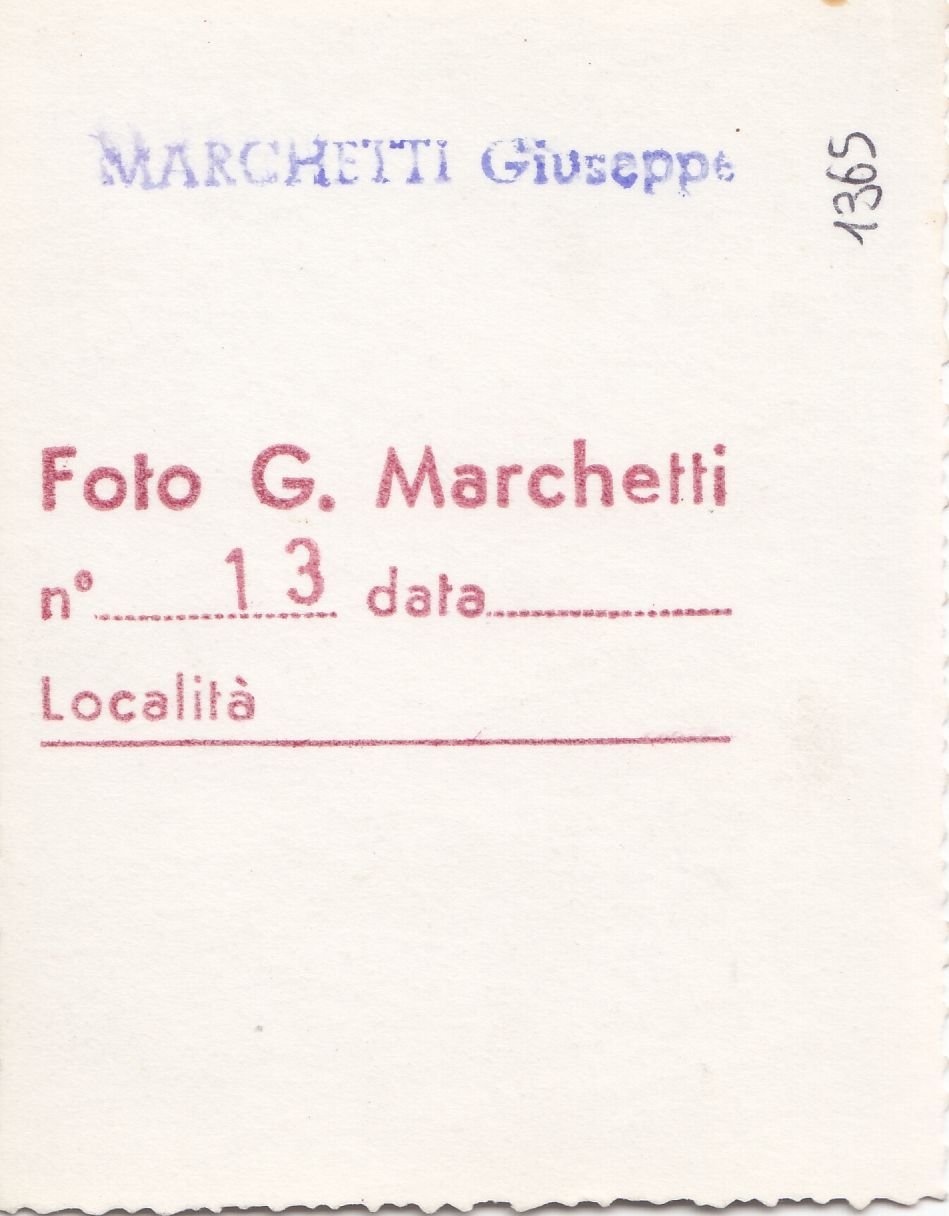 MARCHETTI Giuseppe
1365
Foto G. Marchetti
n° 13 data
Località